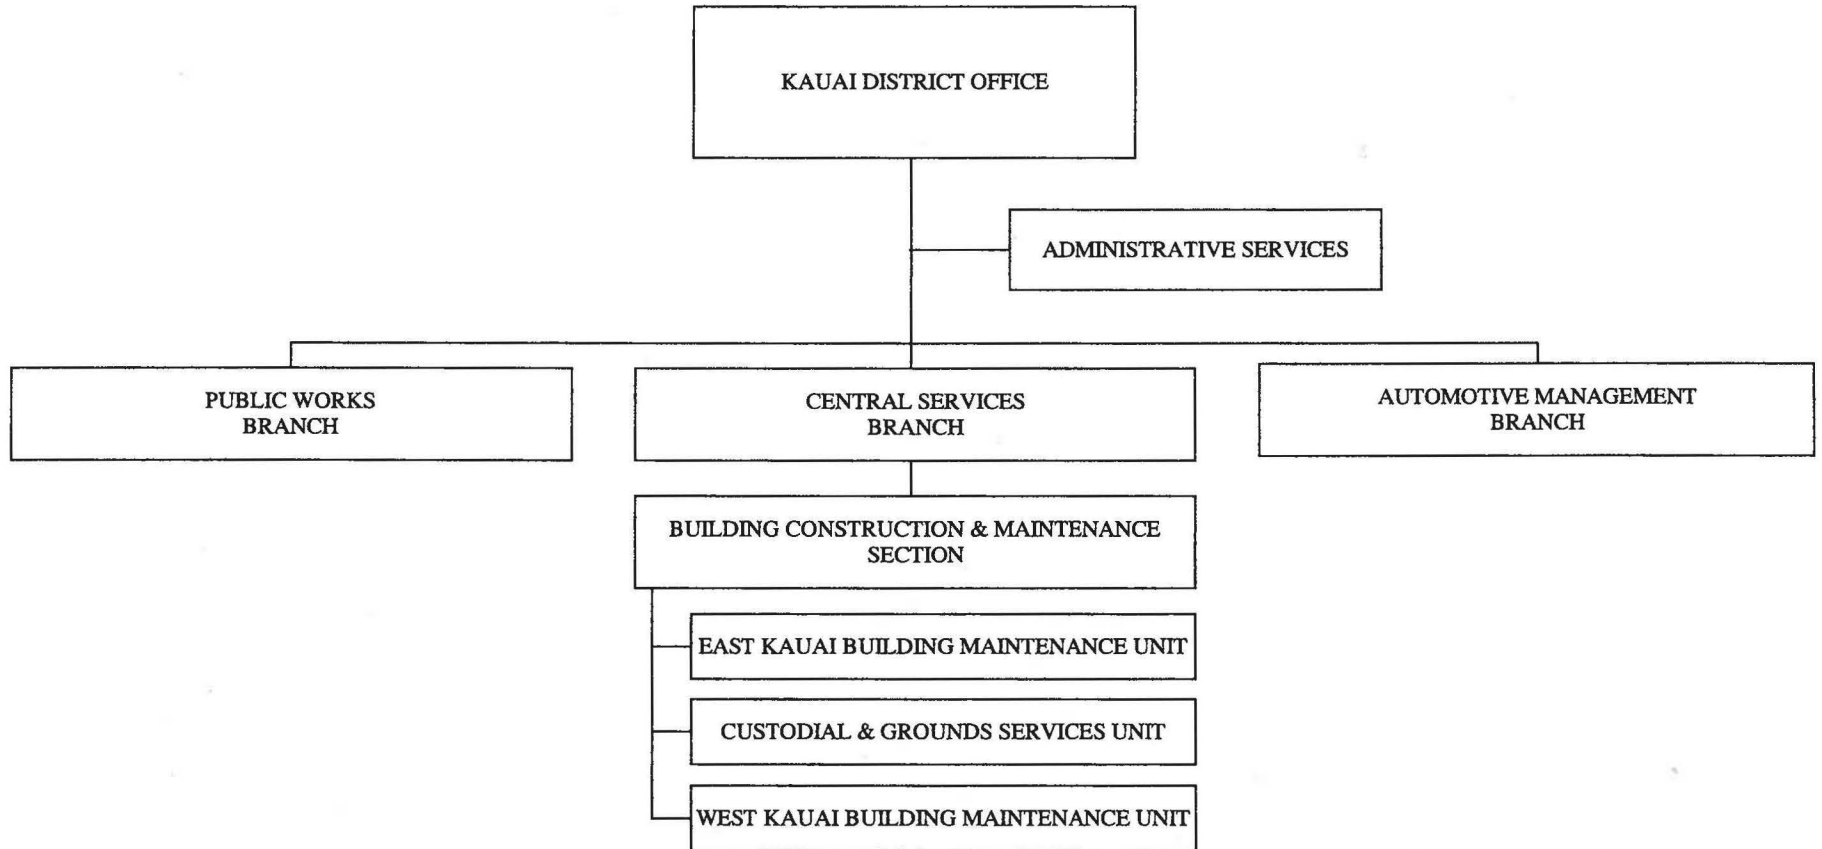 KAUAI DISTRICT OFFICE
ADMINISTRATIVE SERVICES
PUBLIC WORKS
BRANCH
CENTRAL SERVICES
BRANCH
AUTOMOTIVE MANAGEMENT
BRANCH
BUILDING CONSTRUCTION & MAINTENANCE
SECTION
EAST KAUAI BUILDING MAINTENANCE UNIT
CUSTODIAL & GROUNDS SERVICES UNIT
WEST KAUAI BUILDING MAINTENANCE UNIT